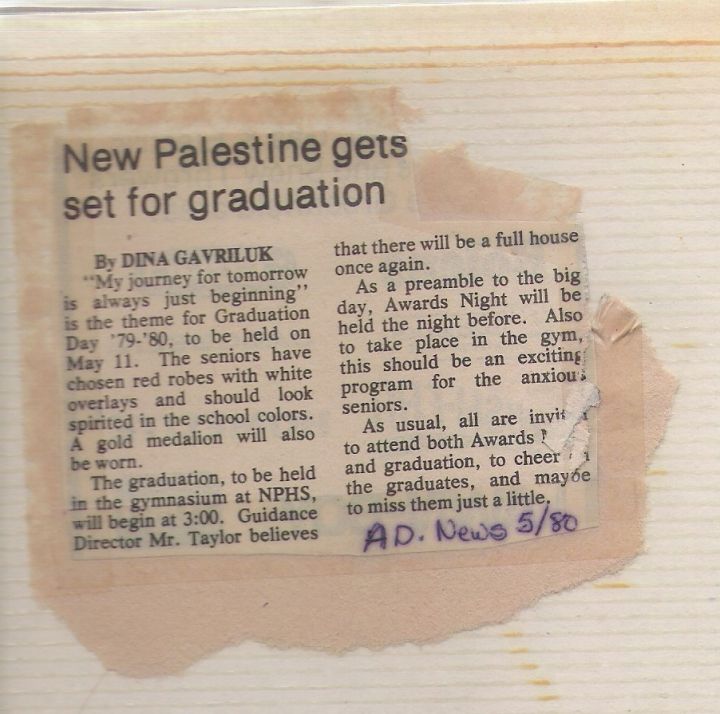 New Palestine gets
set for graduation
By DINA GAVRILUK
"My journey for tomorrow
is always just beginning"
is the theme for Graduation
Day '79-'80, to be held on
May 11. The seniors have
chosen red robes with white
overlays and should look
spirited in the school colors.
A gold medalion will also
be worn.
The graduation, to be held
in the gymnasium at NPHS,
will begin at 3:00. Guidance
Director Mr. Taylor believes
that there will be a full house
once again.
As a preamble to the big
day, Awards Night will be
held the night before. Also
to take place in the gym,
this should be an exciting
program for the anxious
seniors.
As usual, all are
to attend both Awards
and graduation, to cheer
the graduates, and maybe
to miss them just a little.
AD. News 5/80